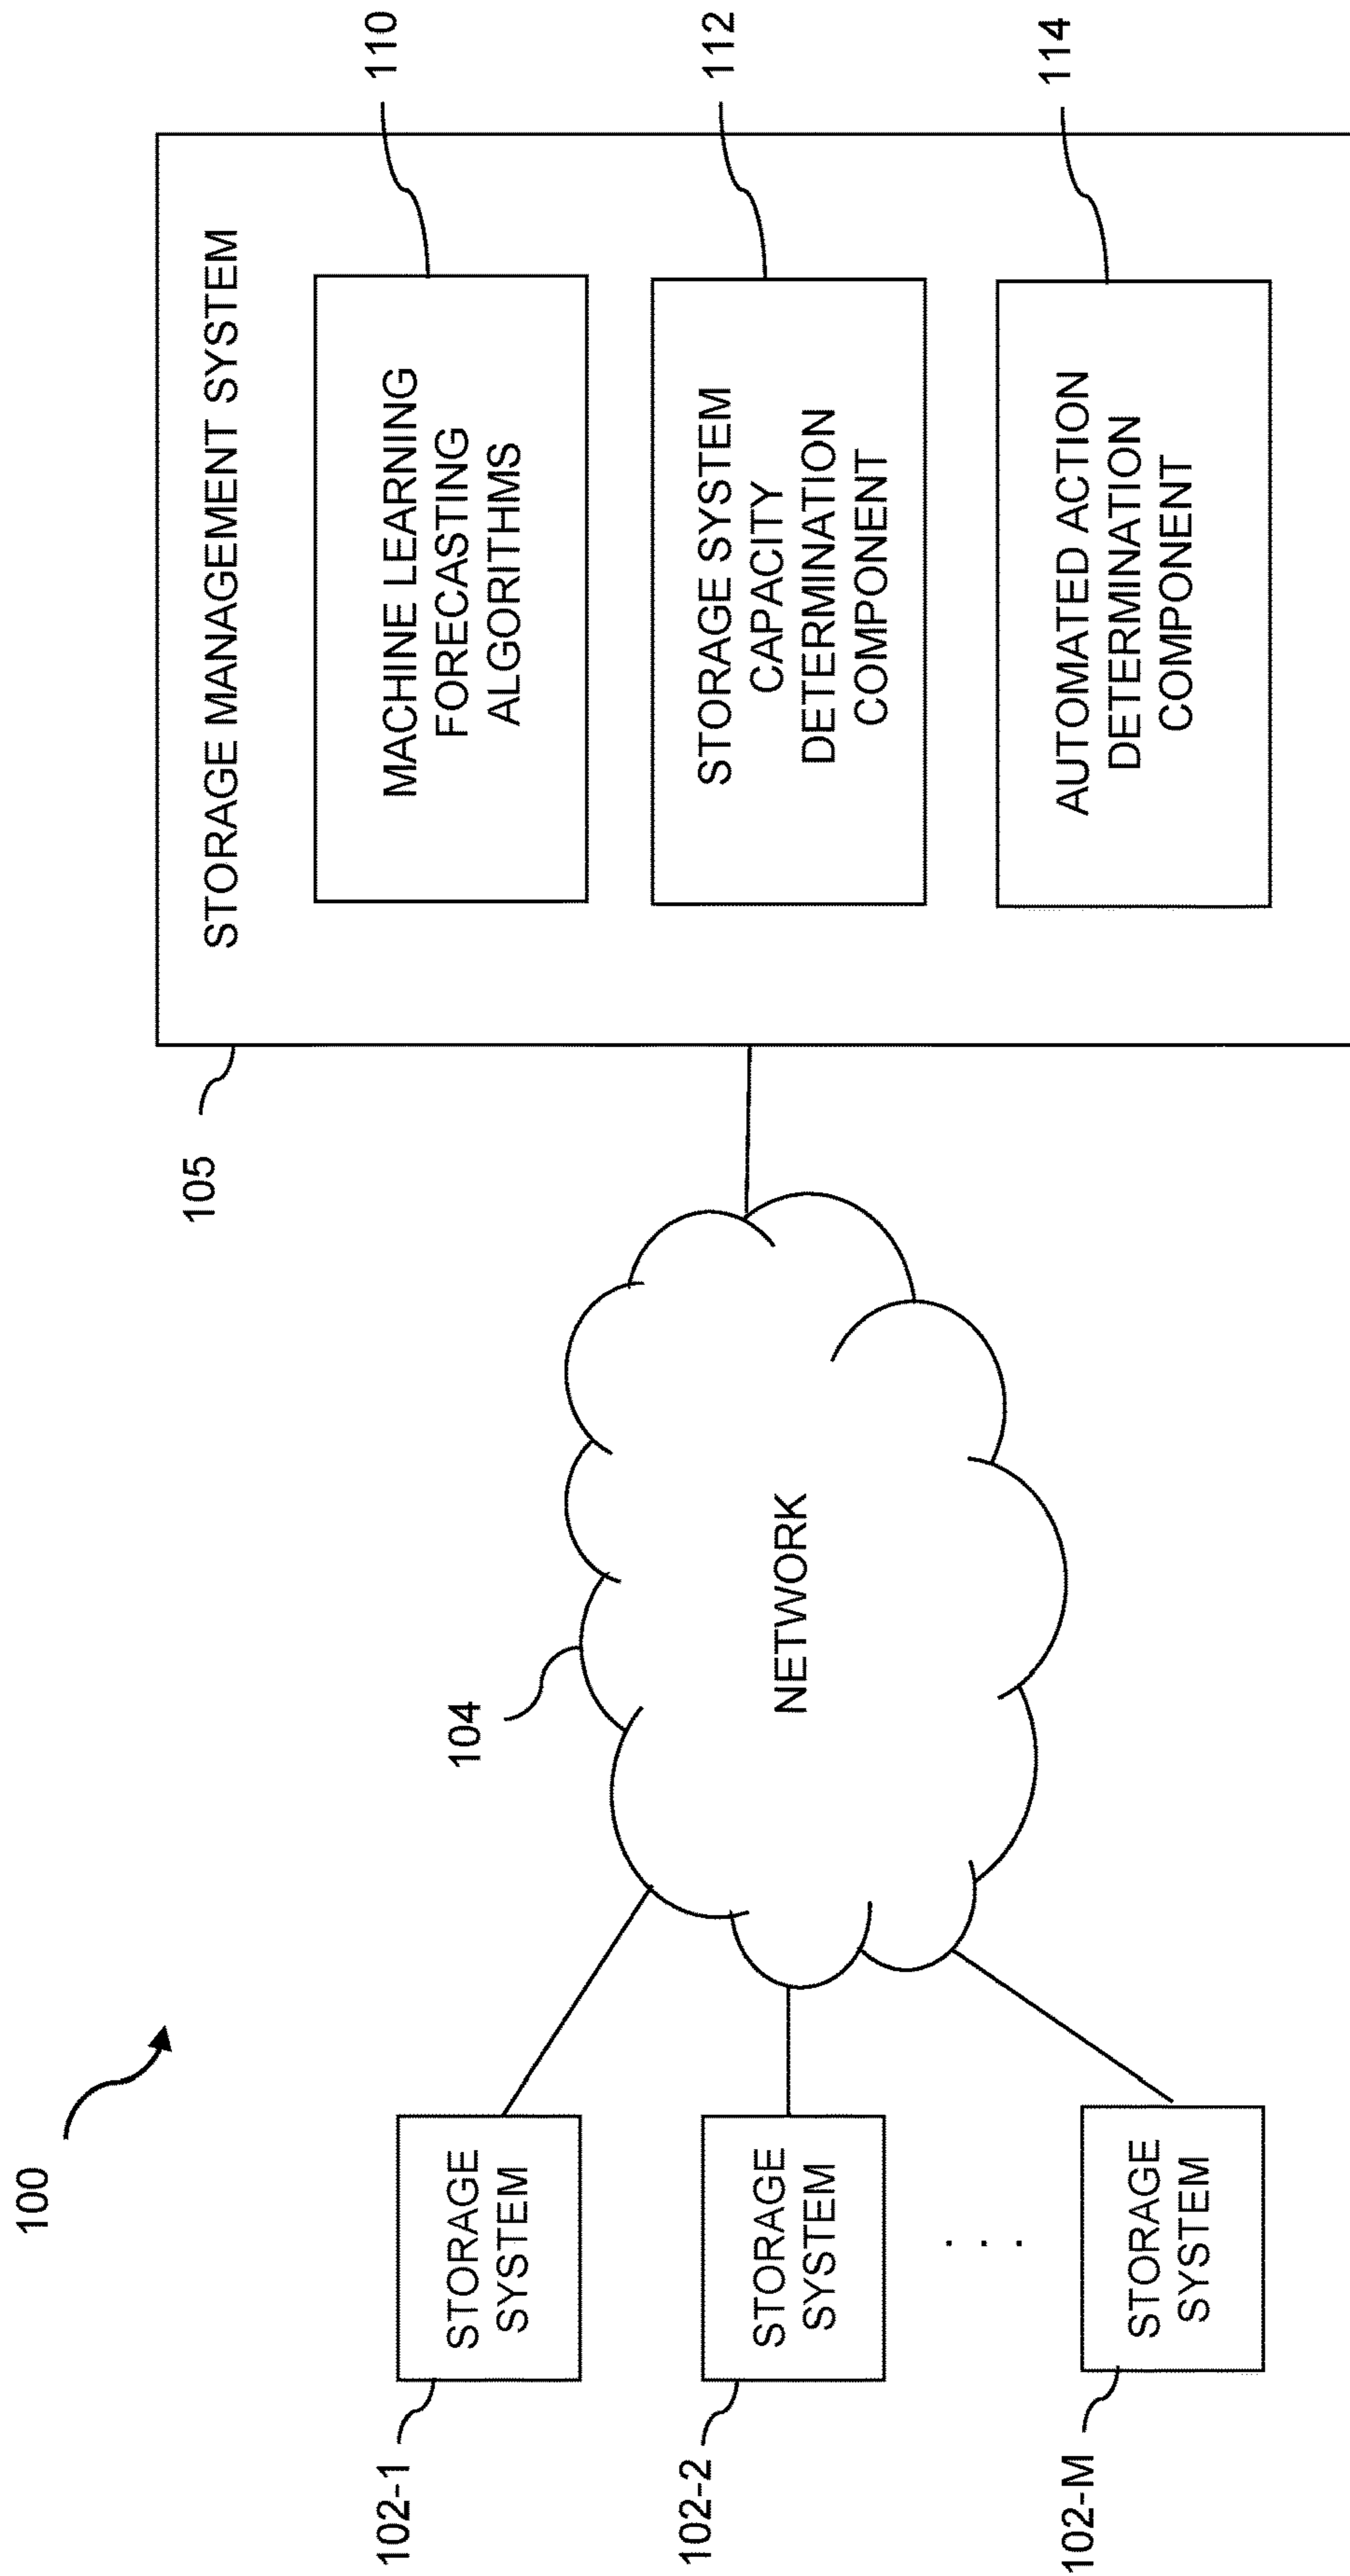 100
102-1
STORAGE
SYSTEM
102-2
STORAGE
SYSTEM
. . .
102-M
STORAGE
SYSTEM
104
NETWORK
105
STORAGE MANAGEMENT SYSTEM
MACHINE LEARNING
FORECASTING
ALGORITHMS
110
STORAGE SYSTEM
CAPACITY
DETERMINATION
COMPONENT
112
AUTOMATED ACTION
DETERMINATION
COMPONENT
114